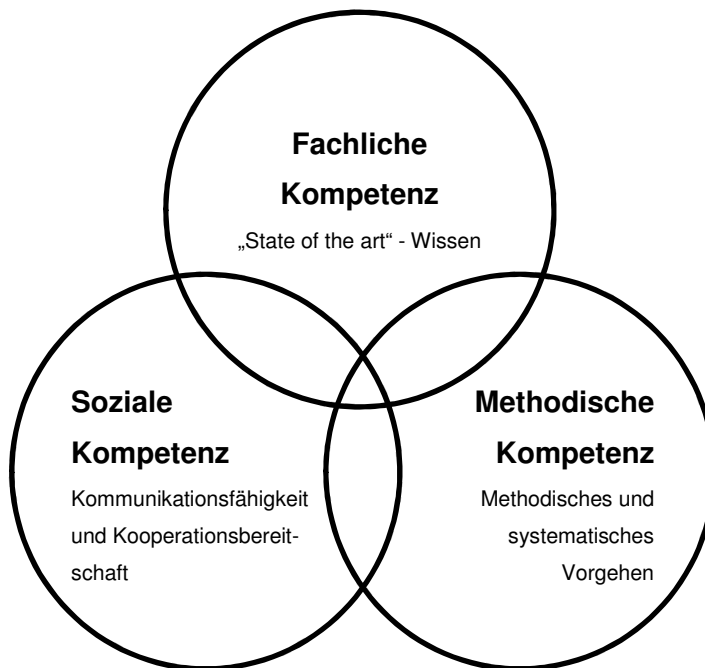 Fachliche
Kompetenz
„State of the art“ - Wissen
Soziale
Kompetenz
Kommunikationsfähigkeit
und Kooperationsbereit-
schaft
Methodische
Kompetenz
Methodisches und
systematisches
Vorgehen